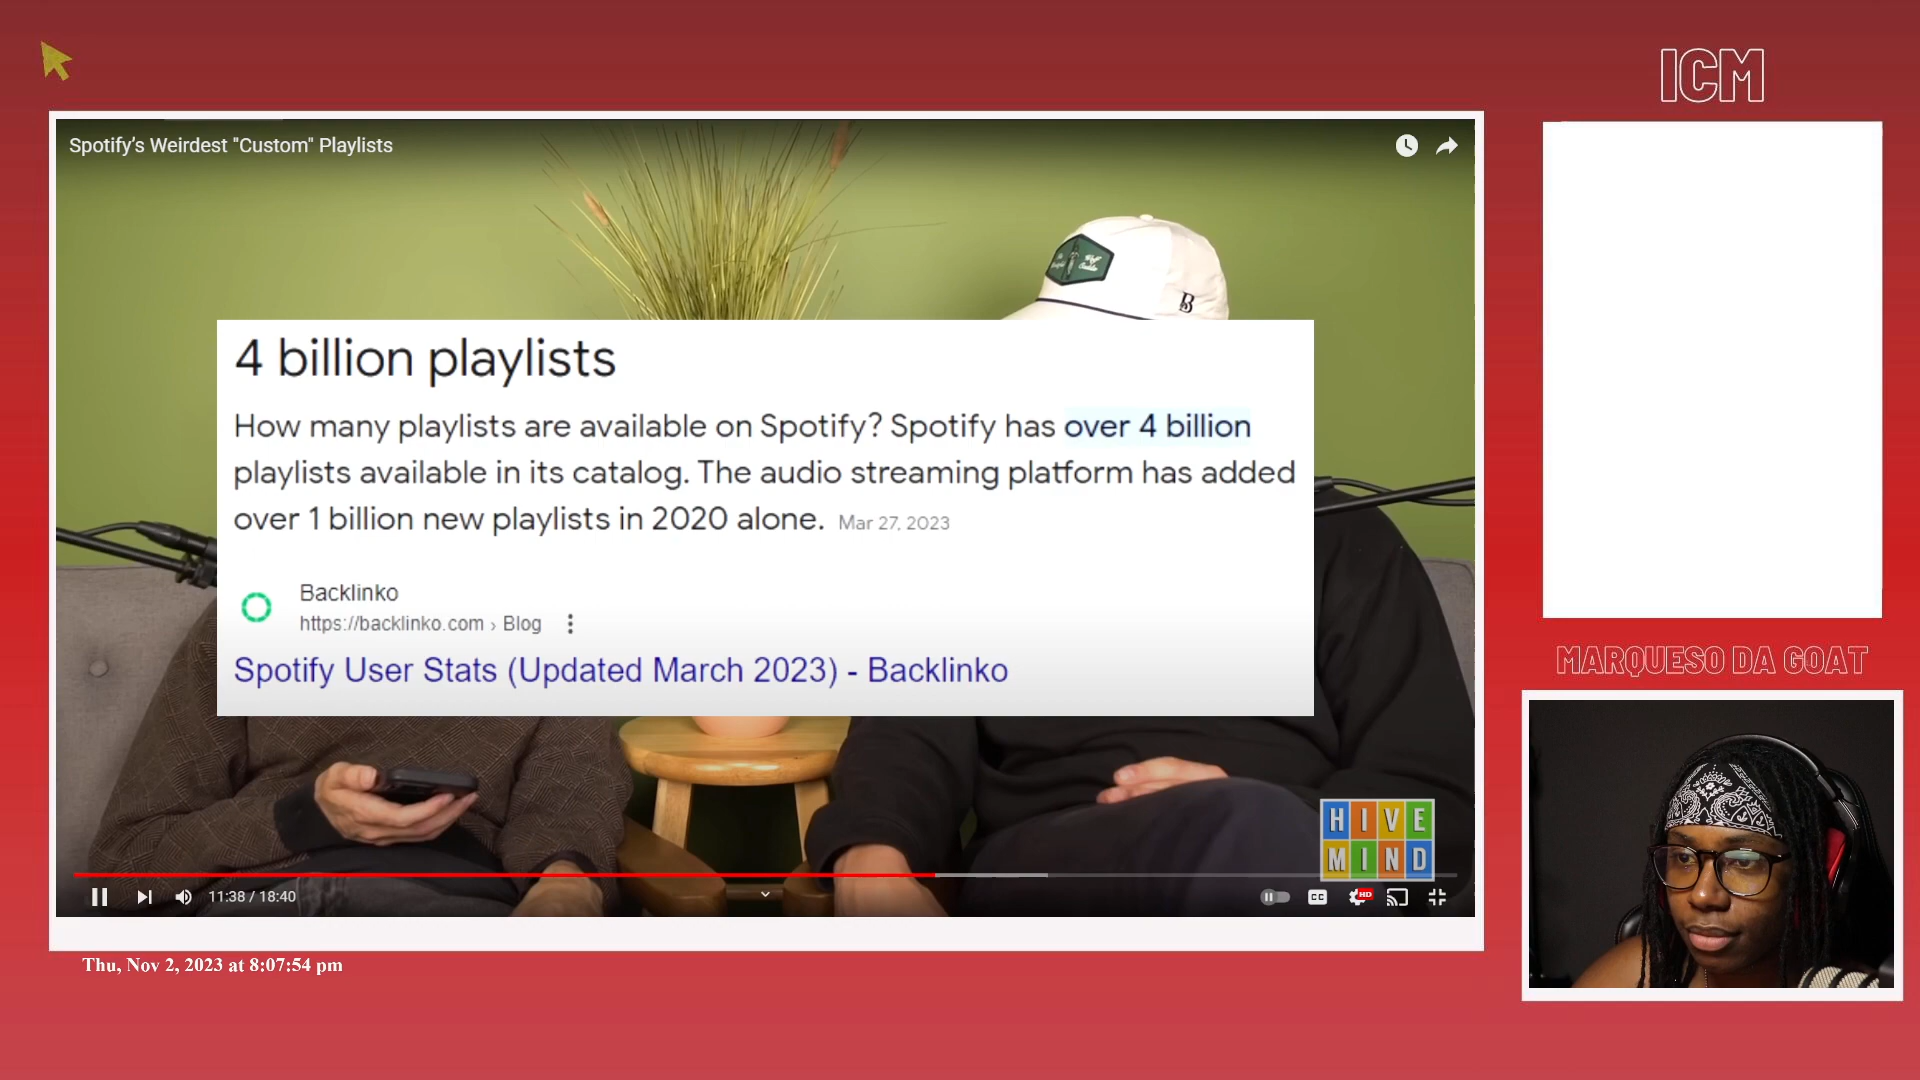 ICM
Spotify's Weirdest "Custom" Playlists
B
4 billion playlists
How many playlists are available on Spotify? Spotify has over 4 billion
playlists available in its catalog. The audio streaming platform has added
over 1 billion new playlists in 2020 alone. Mar 27, 2023
Backlinko
https://backlinko.com › Blog
Spotify User Stats (Updated March 2023) - Backlinko
MARQUESO DA GOAT
HIVE
MIND
11:38 / 18:40
CC
HD
Thu, Nov 2, 2023 at 8:07:54 pm